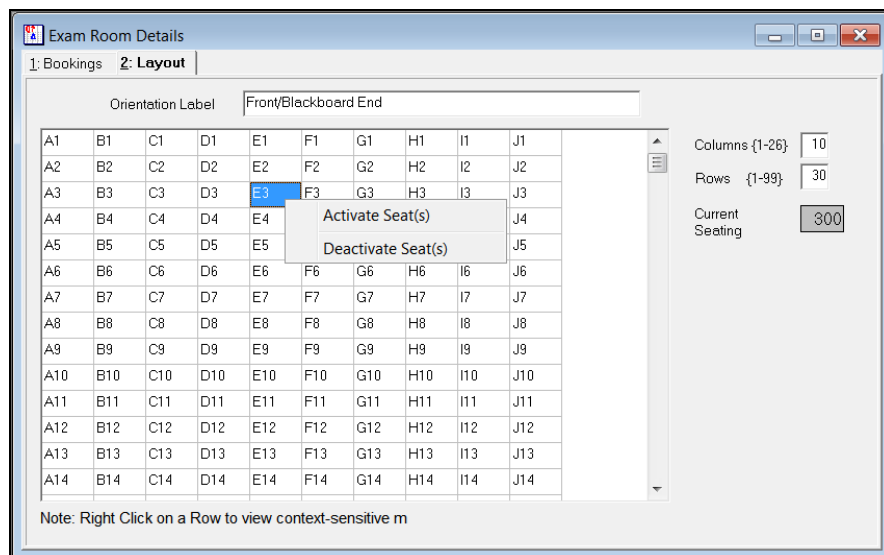 Exam Room Details
1: Bookings 2: Layout
Orientation Label Front/Blackboard End
A1 B1 C1 D1 E1 F1 G1 H1 I1 J1 Columns {1-26} 10
A2 B2 C2 D2 E2 F2 G2 H2 I2 J2 Rows {1-99} 30
A3 B3 C3 D3 E3 F3 G3 H3 I3 J3
A4 B4 C4 D4 E4 Activate Seat(s) J4 Current Seating 300
A5 B5 C5 D5 E5 Deactivate Seat(s) J5
A6 B6 C6 D6 E6 F6 G6 H6 I6 J6
A7 B7 C7 D7 E7 F7 G7 H7 I7 J7
A8 B8 C8 D8 E8 F8 G8 H8 I8 J8
A9 B9 C9 D9 E9 F9 G9 H9 I9 J9
A10 B10 C10 D10 E10 F10 G10 H10 I10 J10
A11 B11 C11 D11 E11 F11 G11 H11 I11 J11
A12 B12 C12 D12 E12 F12 G12 H12 I12 J12
A13 B13 C13 D13 E13 F13 G13 H13 I13 J13
A14 B14 C14 D14 E14 F14 G14 H14 I14 J14
Note: Right Click on a Row to view context-sensitive m